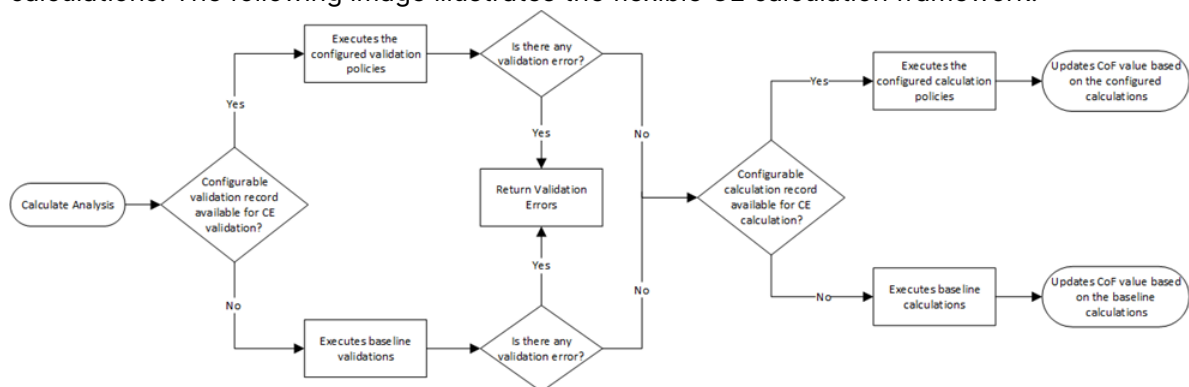 calculations. The following image illustrates the flexible CE calculation framework.
Executes the
configured validation
policies
Is there any
validation error?
Executes the
configured calculation
policies
Updates CoF value based
on the configured
calculations
Yes
Yes
No
Yes
Calculate Analysis
Configurable
validation record
available for CE
validation?
Return Validation
Errors
Configurable
calculation record
available for CE
calculation?
No
Yes
No
No
Executes baseline
validations
Is there any
validation error?
Executes baseline
calculations
Updates CoF value based
on the baseline
calculations